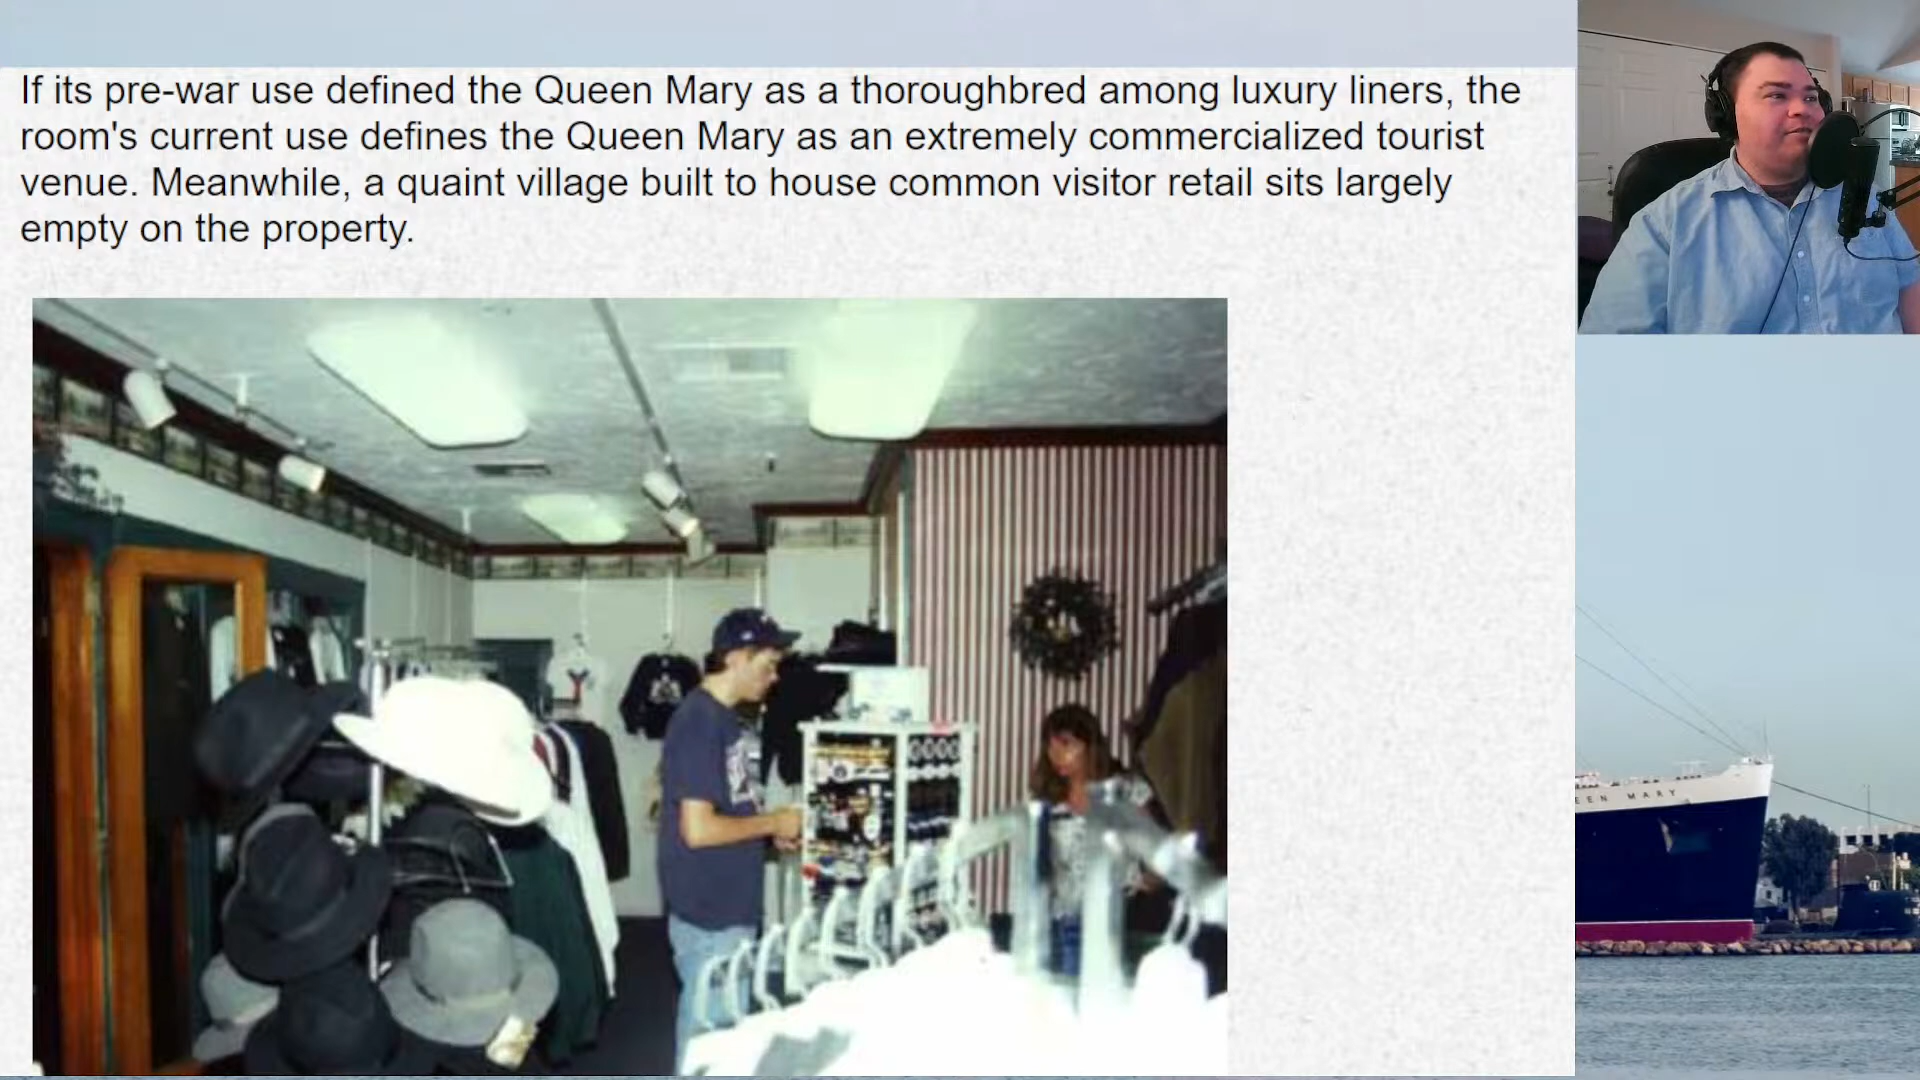 If its pre-war use defined the Queen Mary as a thoroughbred among luxury liners, the
room's current use defines the Queen Mary as an extremely commercialized tourist
venue. Meanwhile, a quaint village built to house common visitor retail sits largely
empty on the property.
EEN MARY